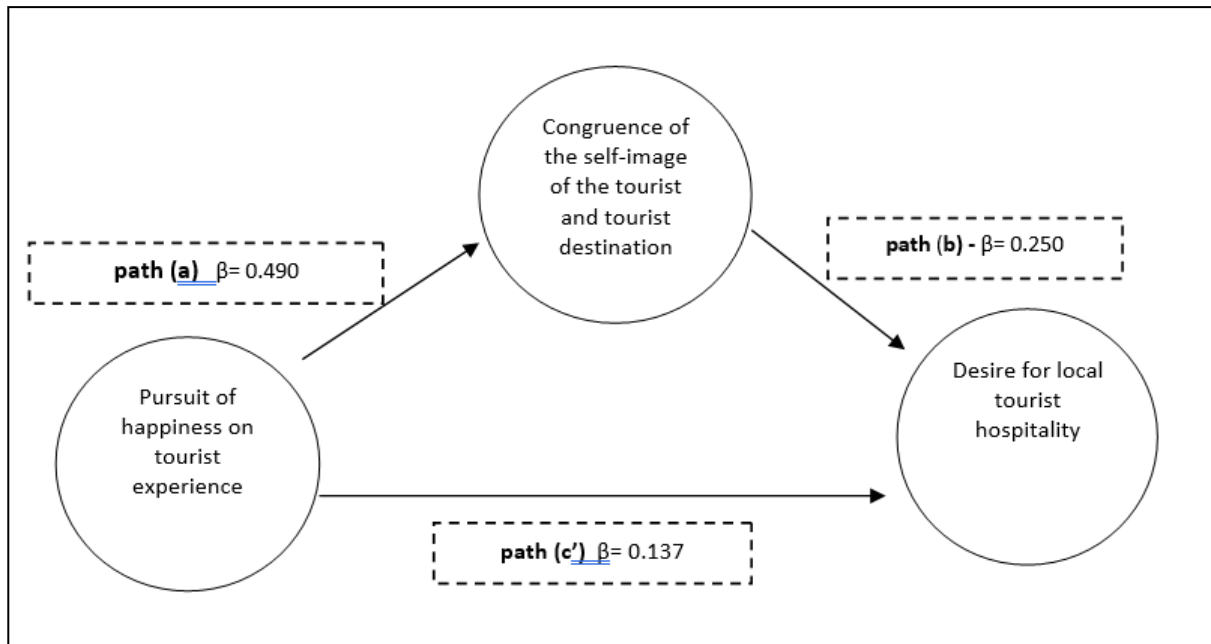 Congruence of
the self-image
of the tourist
and tourist
destination
path (a) β= 0.490
path (b) - β= 0.250
Pursuit of
happiness on
tourist
experience
Desire for local
tourist
hospitality
path (c’) β= 0.137